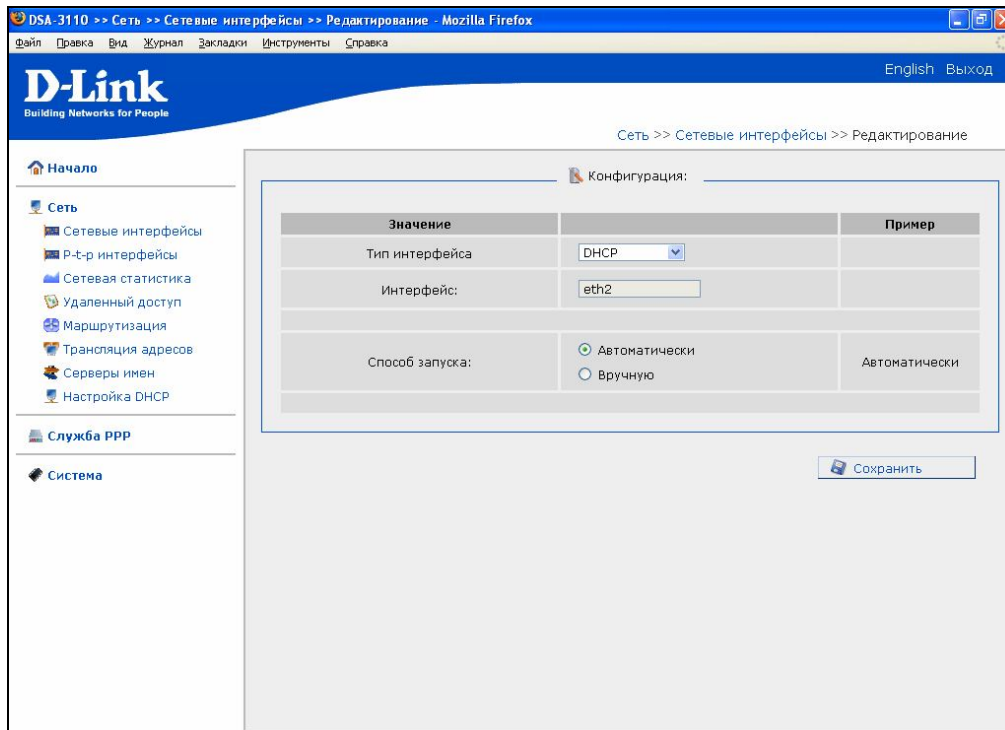 DSA-3110 >> Сеть >> Сетевые интерфейсы >> Редактирование - Mozilla Firefox
Файл Правка Вид Журнал Закладки Инструменты Справка
D-Link
Building Networks for People
English Выход
Сеть >> Сетевые интерфейсы >> Редактирование
Начало
Сеть
Сетевые интерфейсы
P-t-p интерфейсы
Сетевая статистика
Удаленный доступ
Маршрутизация
Трансляция адресов
Серверы имен
Настройка DHCP
Служба PPP
Система
Конфигурация:
Значение Пример
Тип интерфейса DHCP
Интерфейс: eth2
Способ запуска: Автоматически Вручную Автоматически
Сохранить